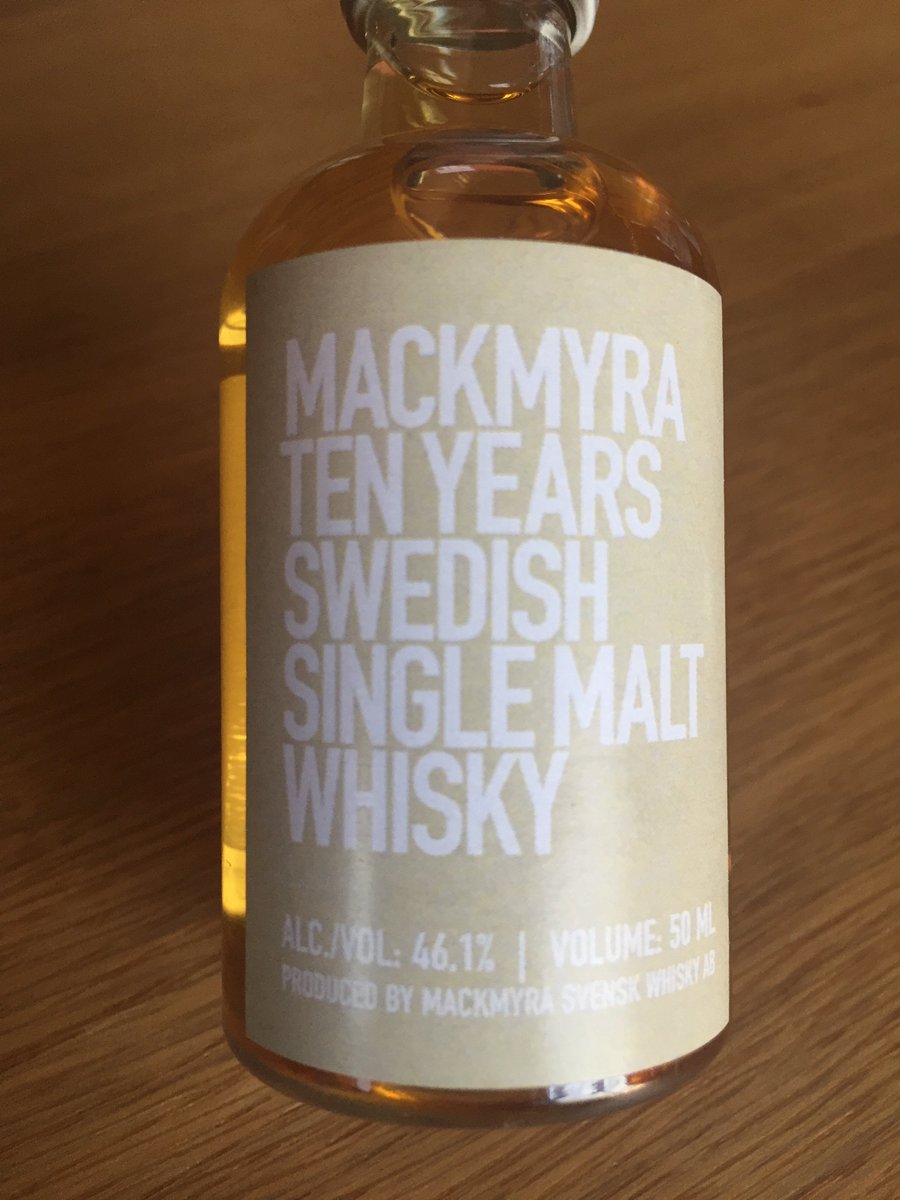 MACKMYRA
TEN YEARS
SWEDISH
SINGLE MALT
WHISKY
ALC./VOL: 46.1% | VOLUME: 50 ML
PRODUCED BY MACKMYRA SVENSK WHISKY AB